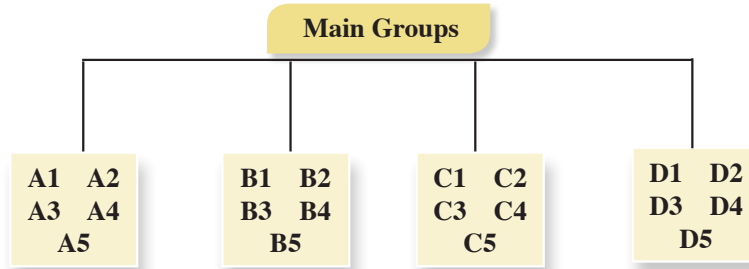 Main Groups
A1 A2
A3 A4
A5
B1 B2
B3 B4
B5
C1 C2
C3 C4
C5
D1 D2
D3 D4
D5